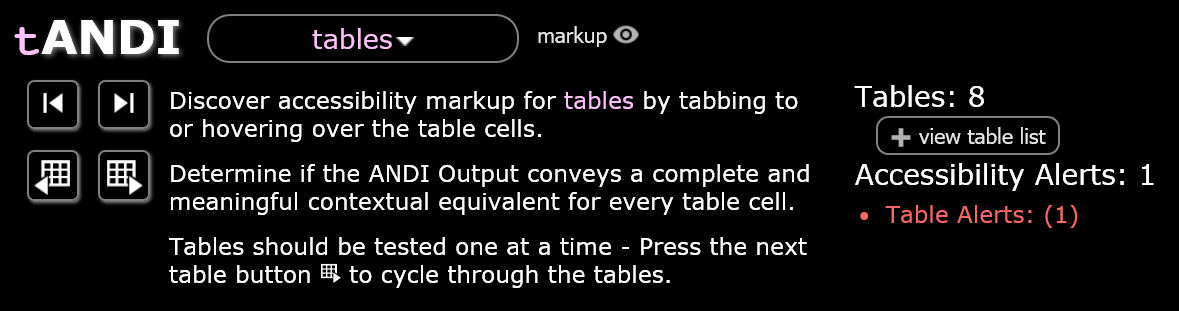 tANDI
tables
markup
Discover accessibility markup for tables by tabbing to
or hovering over the table cells.
Determine if the ANDI Output conveys a complete and
meaningful contextual equivalent for every table cell.
Tables should be tested one at a time - Press the next
table button to cycle through the tables.
Tables: 8
view table list
Accessibility Alerts: 1
• Table Alerts: (1)